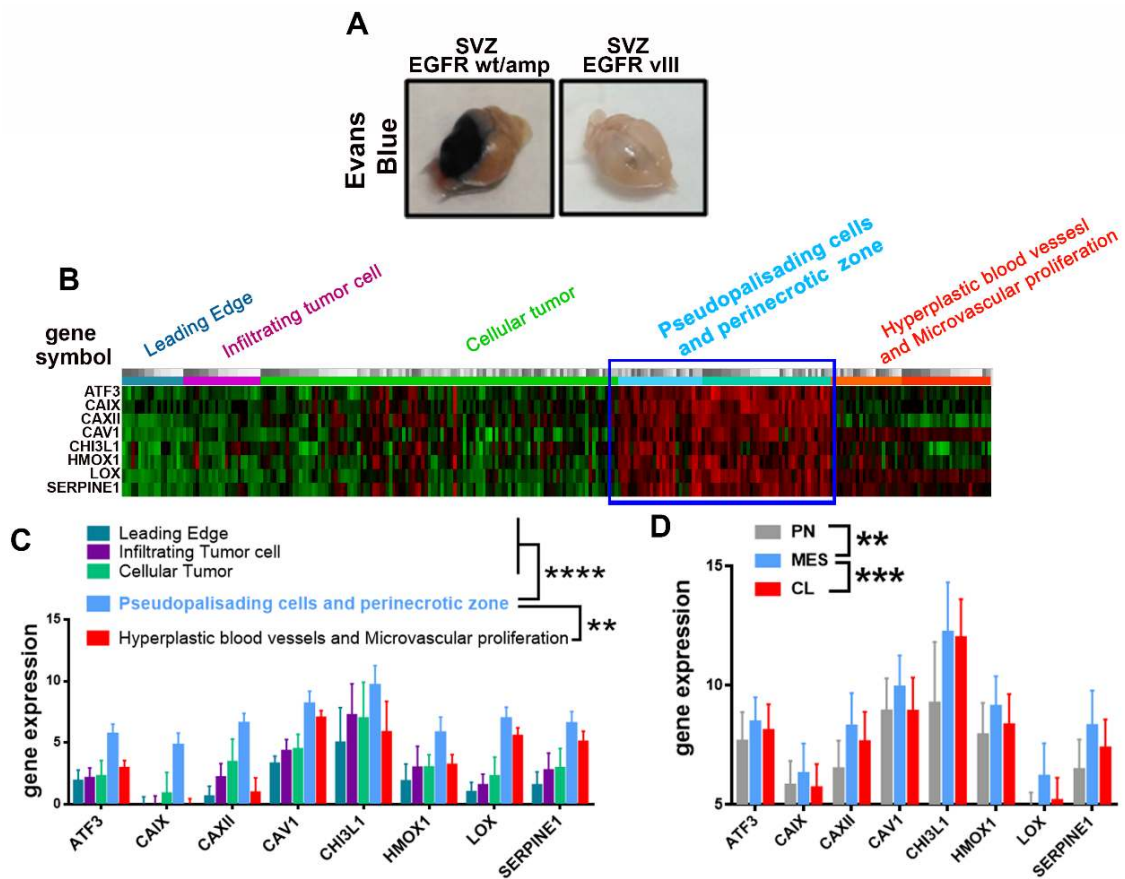 A
SVZ
EGFR wt/amp
SVZ
EGFR vIII
Evans
Blue
B
gene
symbol
Leading Edge
Infiltrating tumor cell
Cellular tumor
Pseudopalisading cells
and perinecrotic zone
Hyperplastic blood vessesl
and Microvascular proliferation
ATF3
CAIX
CAXII
CAV1
CHI3L1
HMOX1
LOX
SERPINE1
C
Leading Edge
Infiltrating Tumor cell
Cellular Tumor
Pseudopalisading cells and perinecrotic zone
Hyperplastic blood vessels and Microvascular proliferation
****
**
gene expression
15
10
5
0
ATF3
CAIX
CAXII
CAV1
CHI3L1
HMOX1
LOX
SERPINE1
D
PN
MES
CL
**
***
gene expression
15
10
5
ATF3
CAIX
CAXII
CAV1
CHI3L1
HMOX1
LOX
SERPINE1